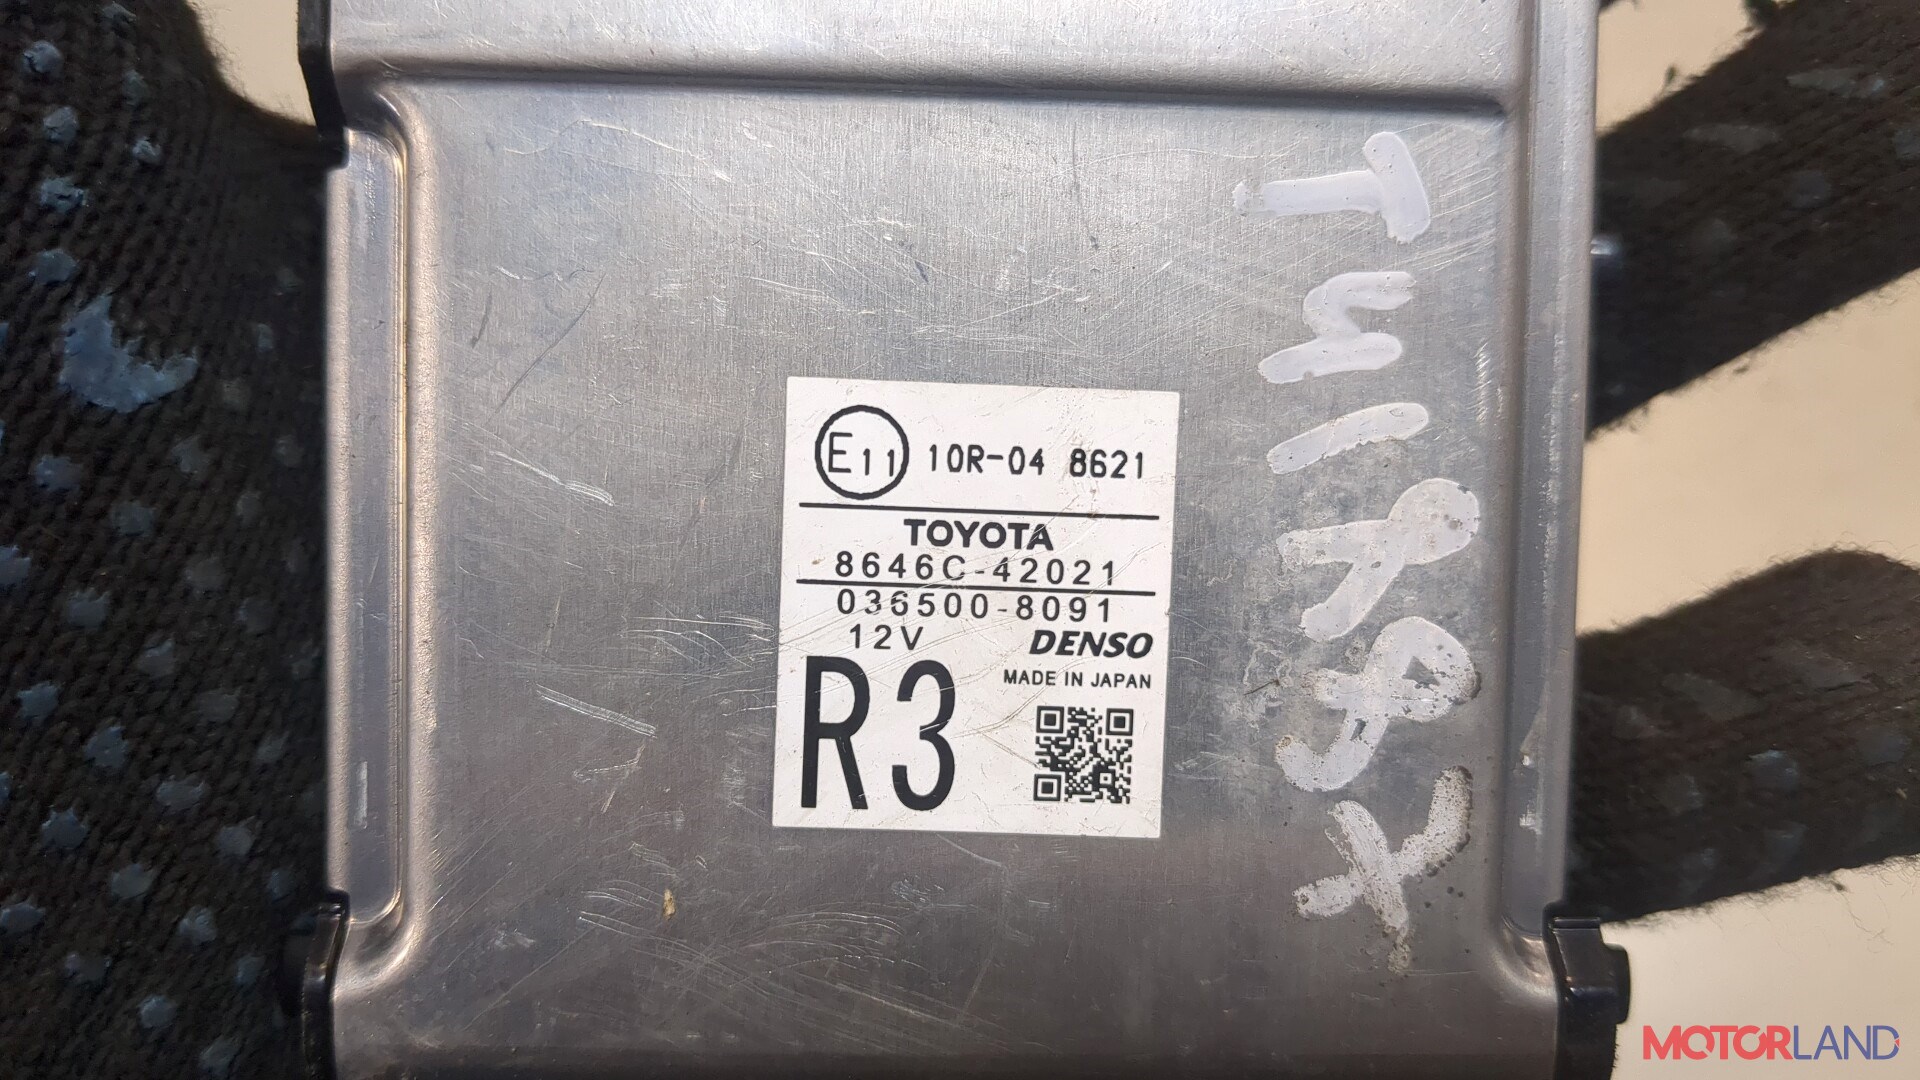 E11 10R-04 8621
TOYOTA
8646C-42021
036500-8091
12V DENSO
MADE IN JAPAN
R3
MOTORLAND